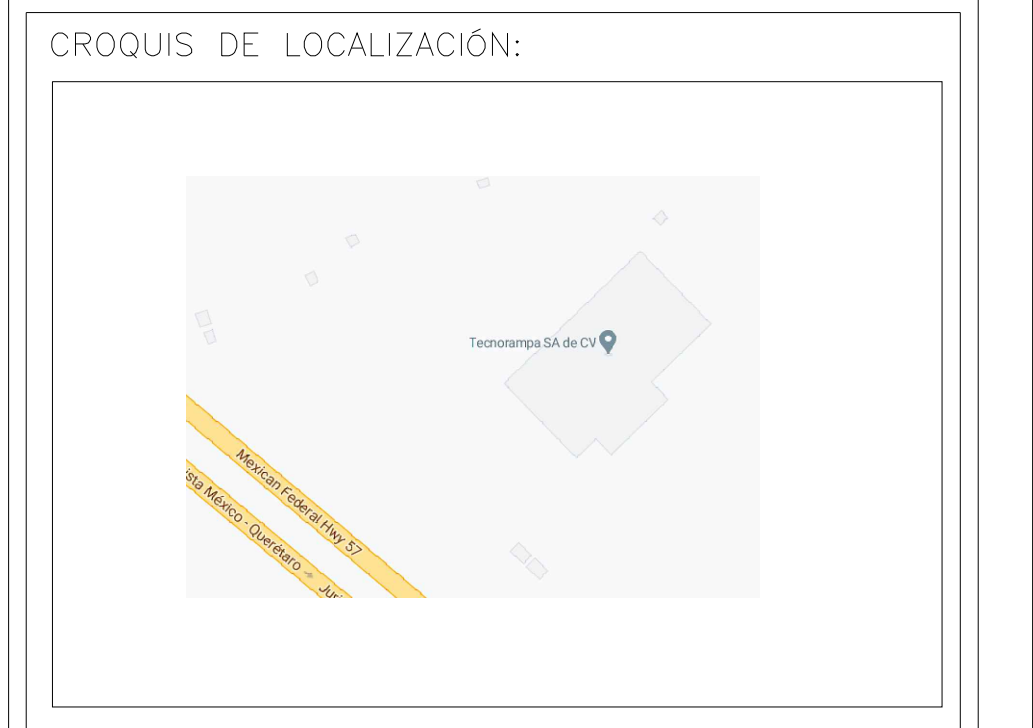 CROQUIS DE LOCALIZACIÓN:
Tecnorampa SA de CV
Mexican Federal Hwy 57
ista México - Querétaro